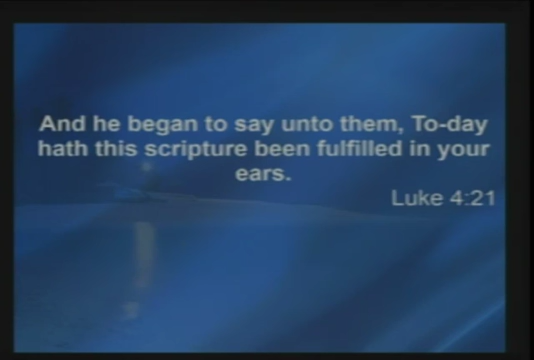 And he began to say unto them, To-day
hath this scripture been fulfilled in your
ears.
Luke 4:21